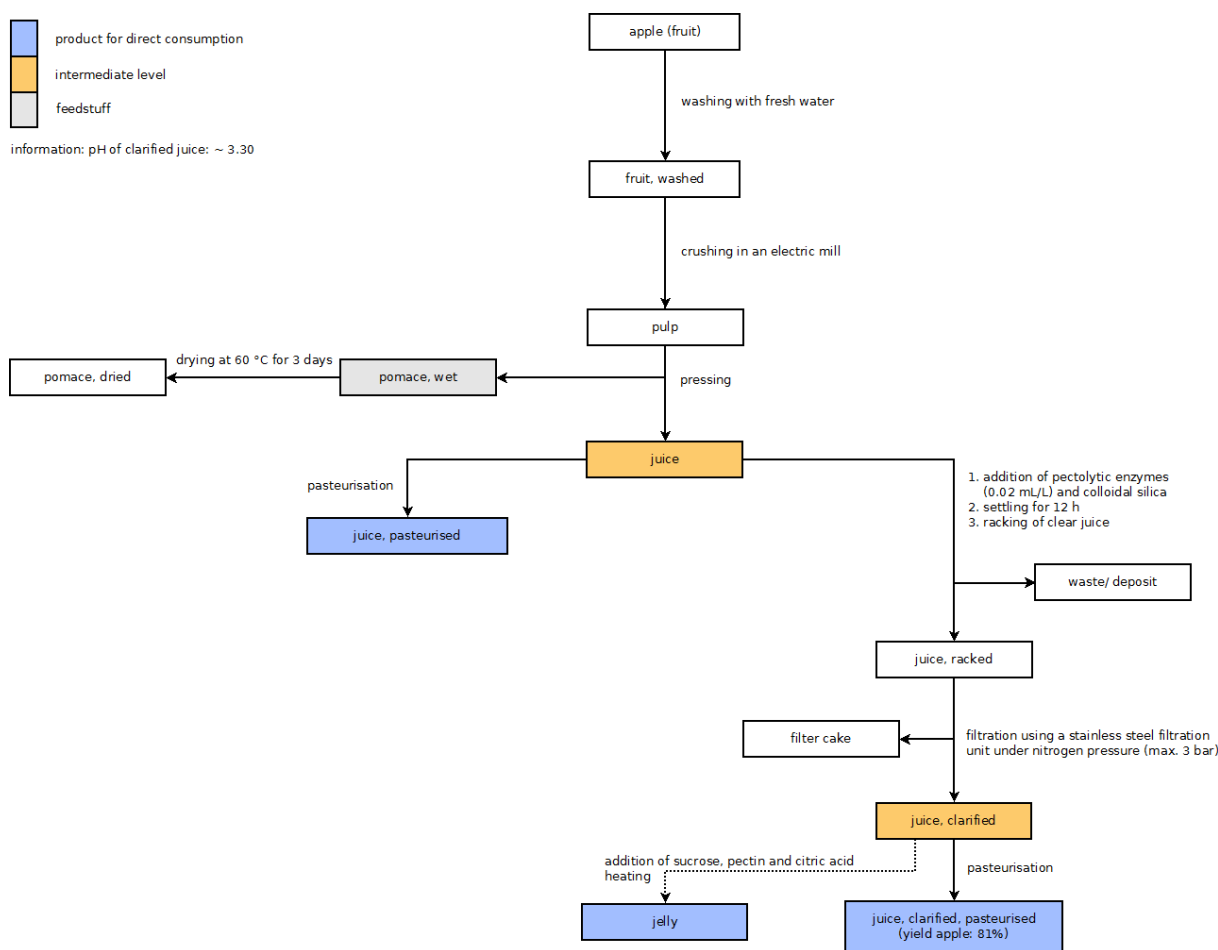 product for direct consumption
intermediate level
feedstuff
information: pH of clarified juice: ~ 3.30
apple (fruit)
washing with fresh water
fruit, washed
crushing in an electric mill
pulp
drying at 60 °C for 3 days
pomace, dried
pomace, wet
pressing
juice
pasteurisation
juice, pasteurised
1. addition of pectolytic enzymes
(0.02 mL/L) and colloidal silica
2. settling for 12 h
3. racking of clear juice
waste/ deposit
juice, racked
filter cake
filtration using a stainless steel filtration
unit under nitrogen pressure (max. 3 bar)
juice, clarified
addition of sucrose, pectin and citric acid
heating
pasteurisation
jelly
juice, clarified, pasteurised
(yield apple: 81%)